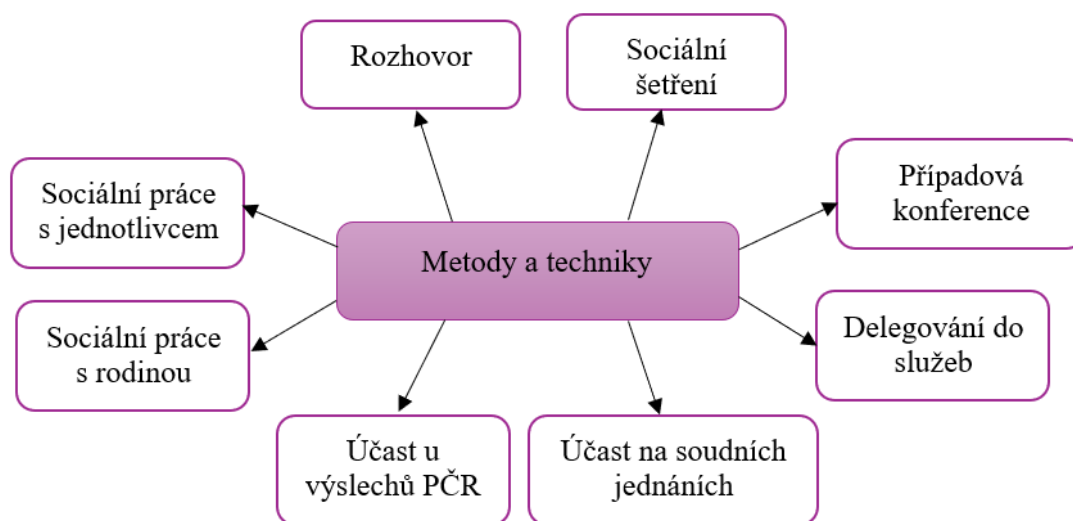 Rozhovor
Sociální
šetření
Sociální práce
s jednotlivcem
Případová
konference
Metody a techniky
Sociální práce
s rodinou
Delegování do
služeb
Účast u
výslechů PČR
Účast na soudních
jednáních